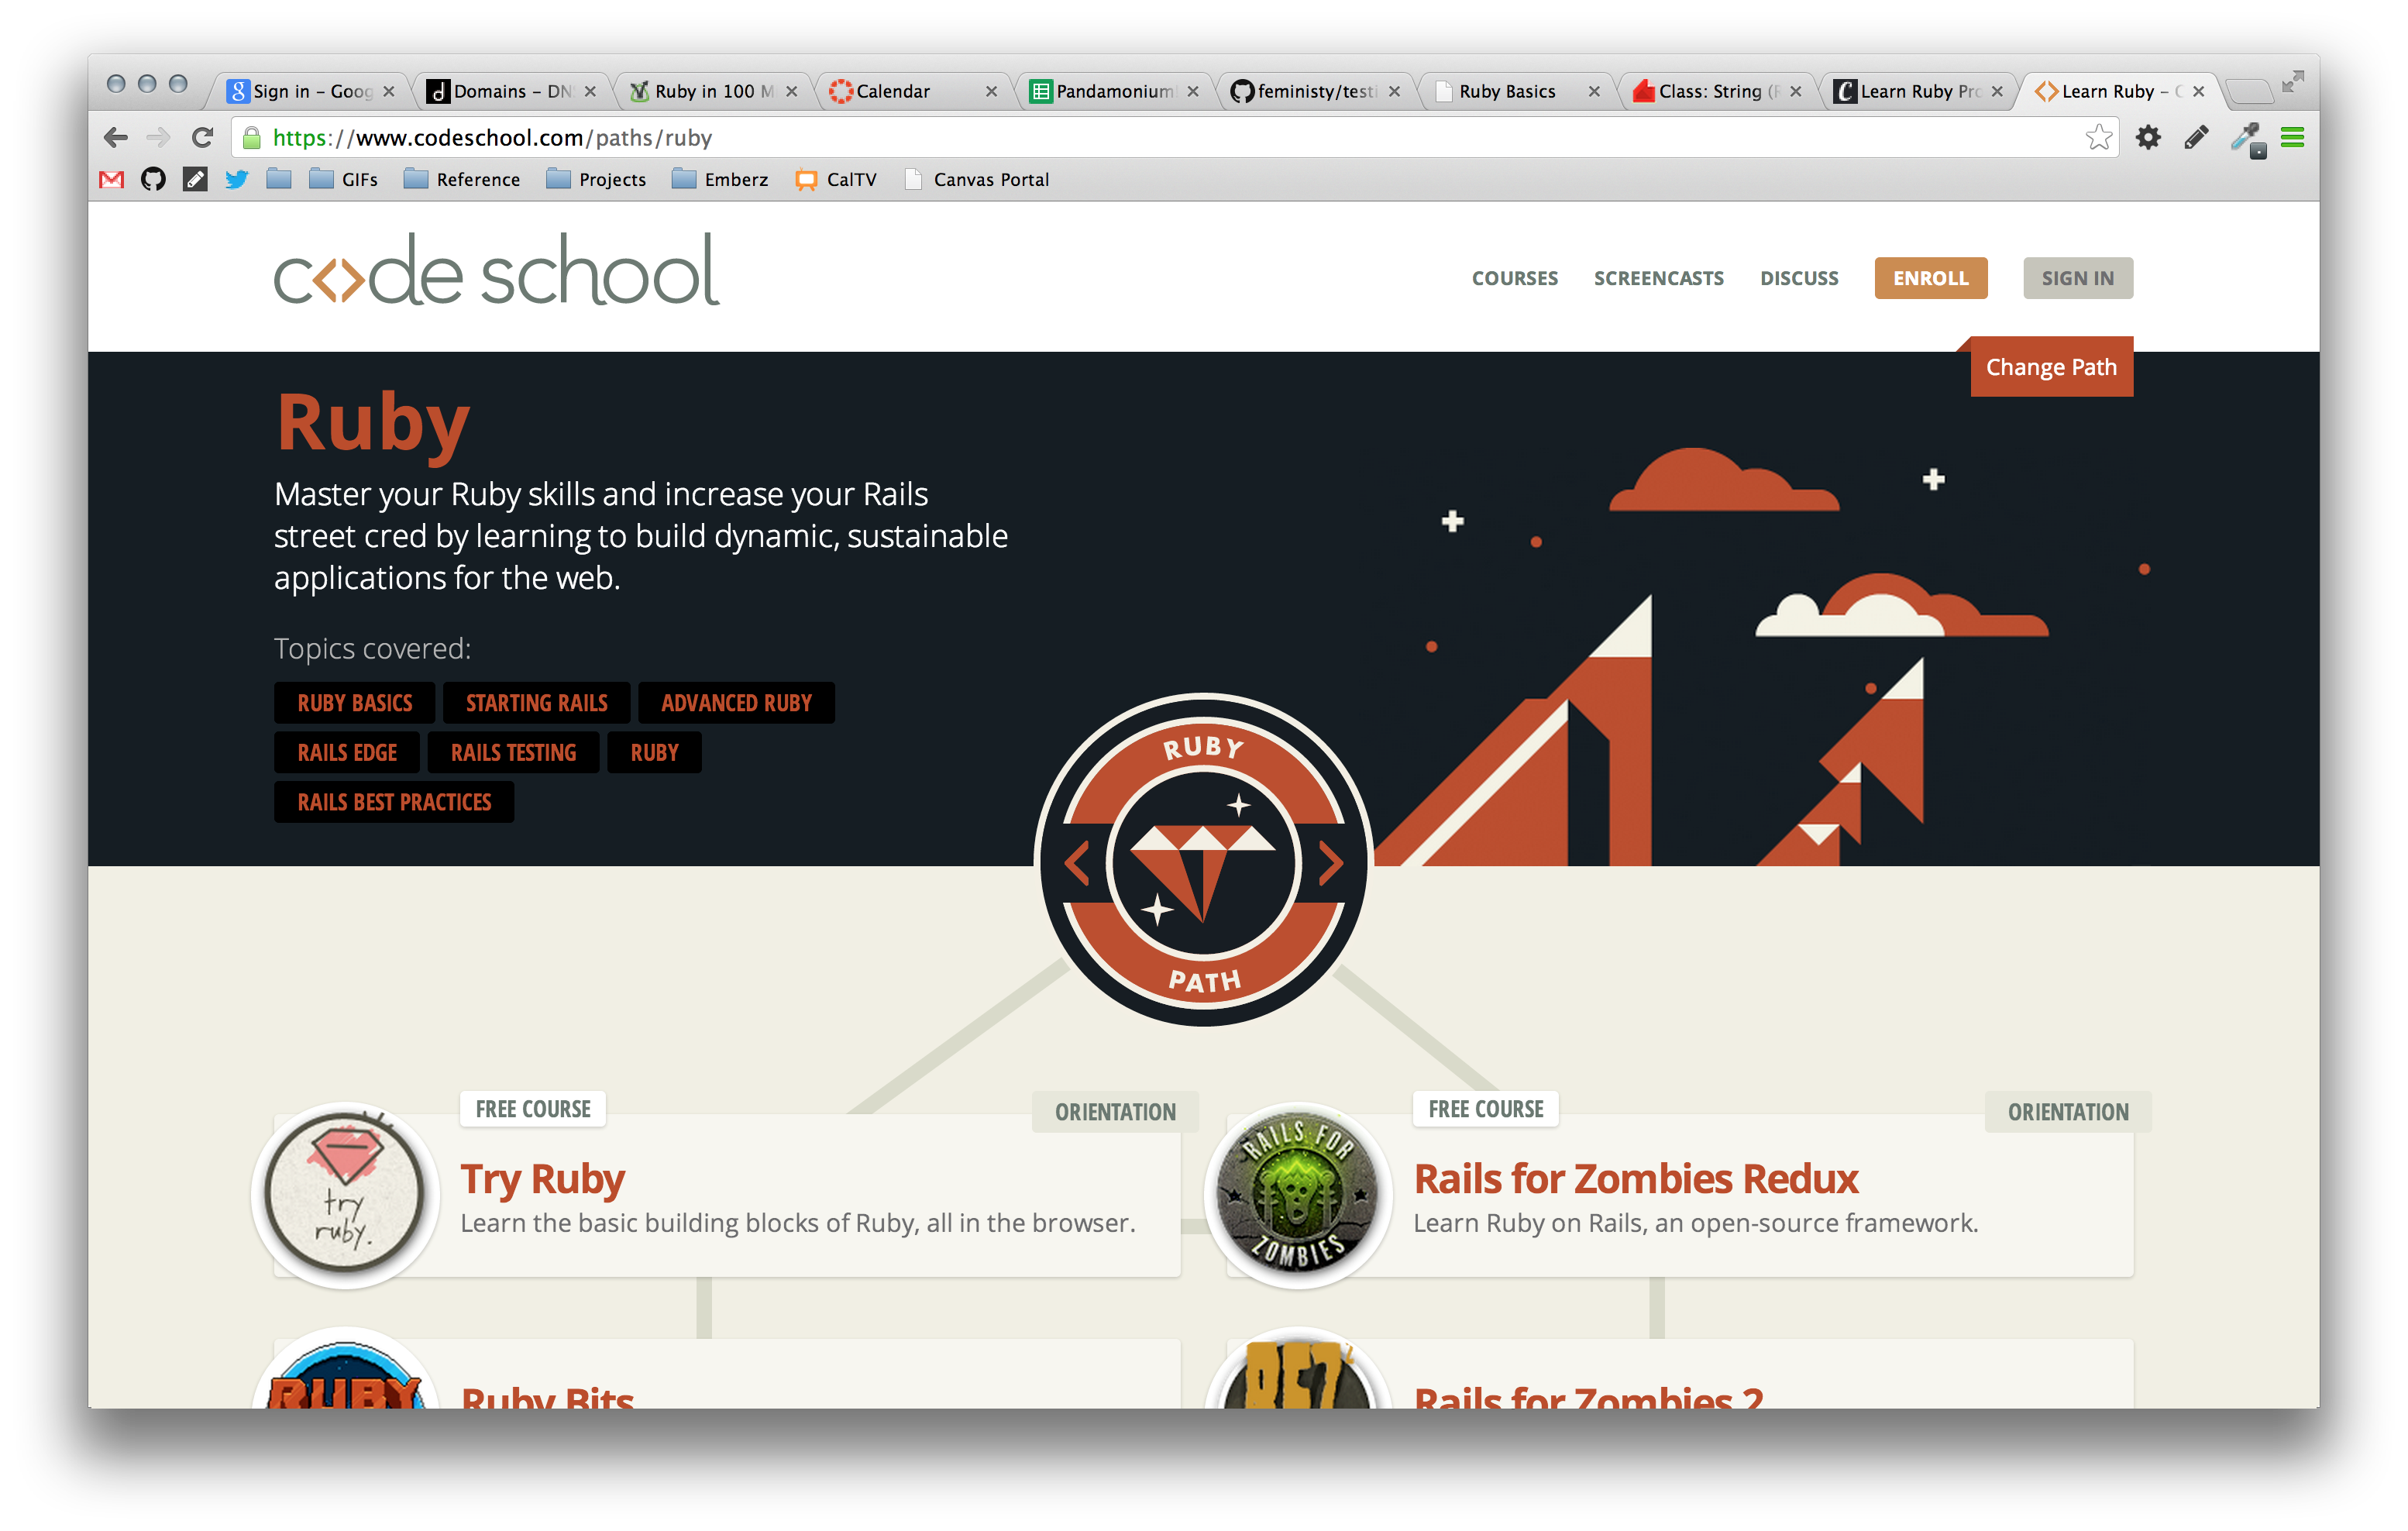 Sign in – Goog
Domains – DN
Ruby in 100 M
Calendar
Pandamonium
feministy/testi
Ruby Basics
Class: String (R
Learn Ruby Pro
Learn Ruby – C
https://www.codeschool.com/paths/ruby
GIFs
Reference
Projects
Emberz
CalTV
Canvas Portal
code school
COURSES
SCREENCASTS
DISCUSS
ENROLL
SIGN IN
Change Path
Ruby
Master your Ruby skills and increase your Rails
street cred by learning to build dynamic, sustainable
applications for the web.
Topics covered:
RUBY BASICS
STARTING RAILS
ADVANCED RUBY
RAILS EDGE
RAILS TESTING
RUBY
RAILS BEST PRACTICES
RUBY
PATH
FREE COURSE
ORIENTATION
try
ruby.
Try Ruby
Learn the basic building blocks of Ruby, all in the browser.
FREE COURSE
ORIENTATION
RAILS FOR
ZOMBIES
Rails for Zombies Redux
Learn Ruby on Rails, an open-source framework.
RUBY
Ruby Bits
Rails for Zombies 2